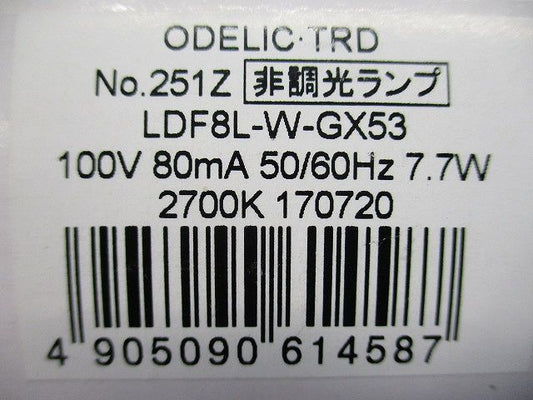 ODELIC·TRD
No.251Z 非調光ランプ
LDF8L-W-GX53
100V 80mA 50/60Hz 7.7W
2700K 170720
4 905090 614587